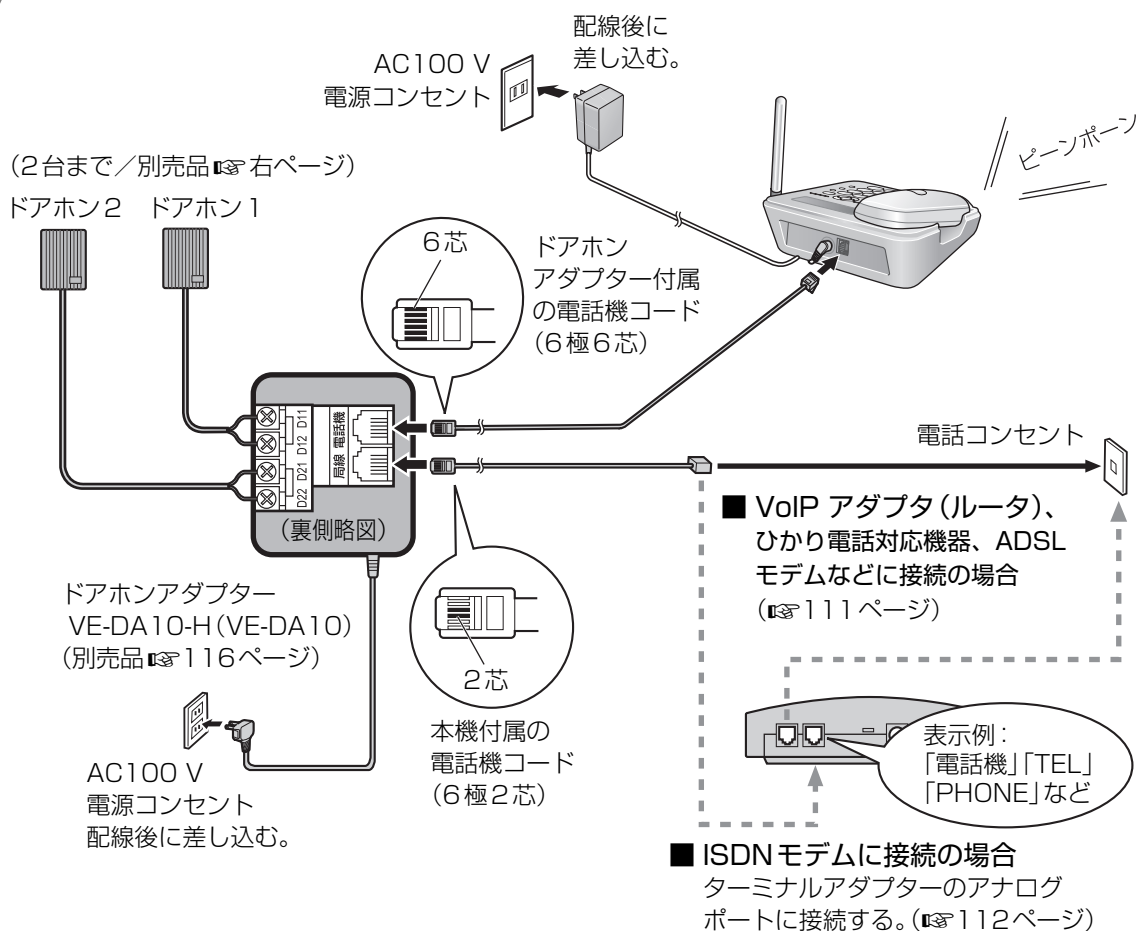 配線後に
差し込む。
AC100 V
電源コンセント
ピーンポーン
(2台まで／別売品☞右ページ)
ドアホン2
ドアホン1
6芯
ドアホン
アダプター付属
の電話機コード
(6極6芯)
D11
D12
D21
D22
電話機
局線
(裏側略図)
電話コンセント
■ VoIP アダプタ(ルータ)、
ひかり電話対応機器、ADSL
モデムなどに接続の場合
(☞111ページ)
ドアホンアダプター
VE-DA10-H(VE-DA10)
(別売品☞116ページ)
2芯
本機付属の
電話機コード
(6極2芯)
AC100 V
電源コンセント
配線後に差し込む。
表示例：
「電話機」「TEL」
「PHONE」など
■ ISDNモデムに接続の場合
ターミナルアダプターのアナログ
ポートに接続する。(☞112ページ)